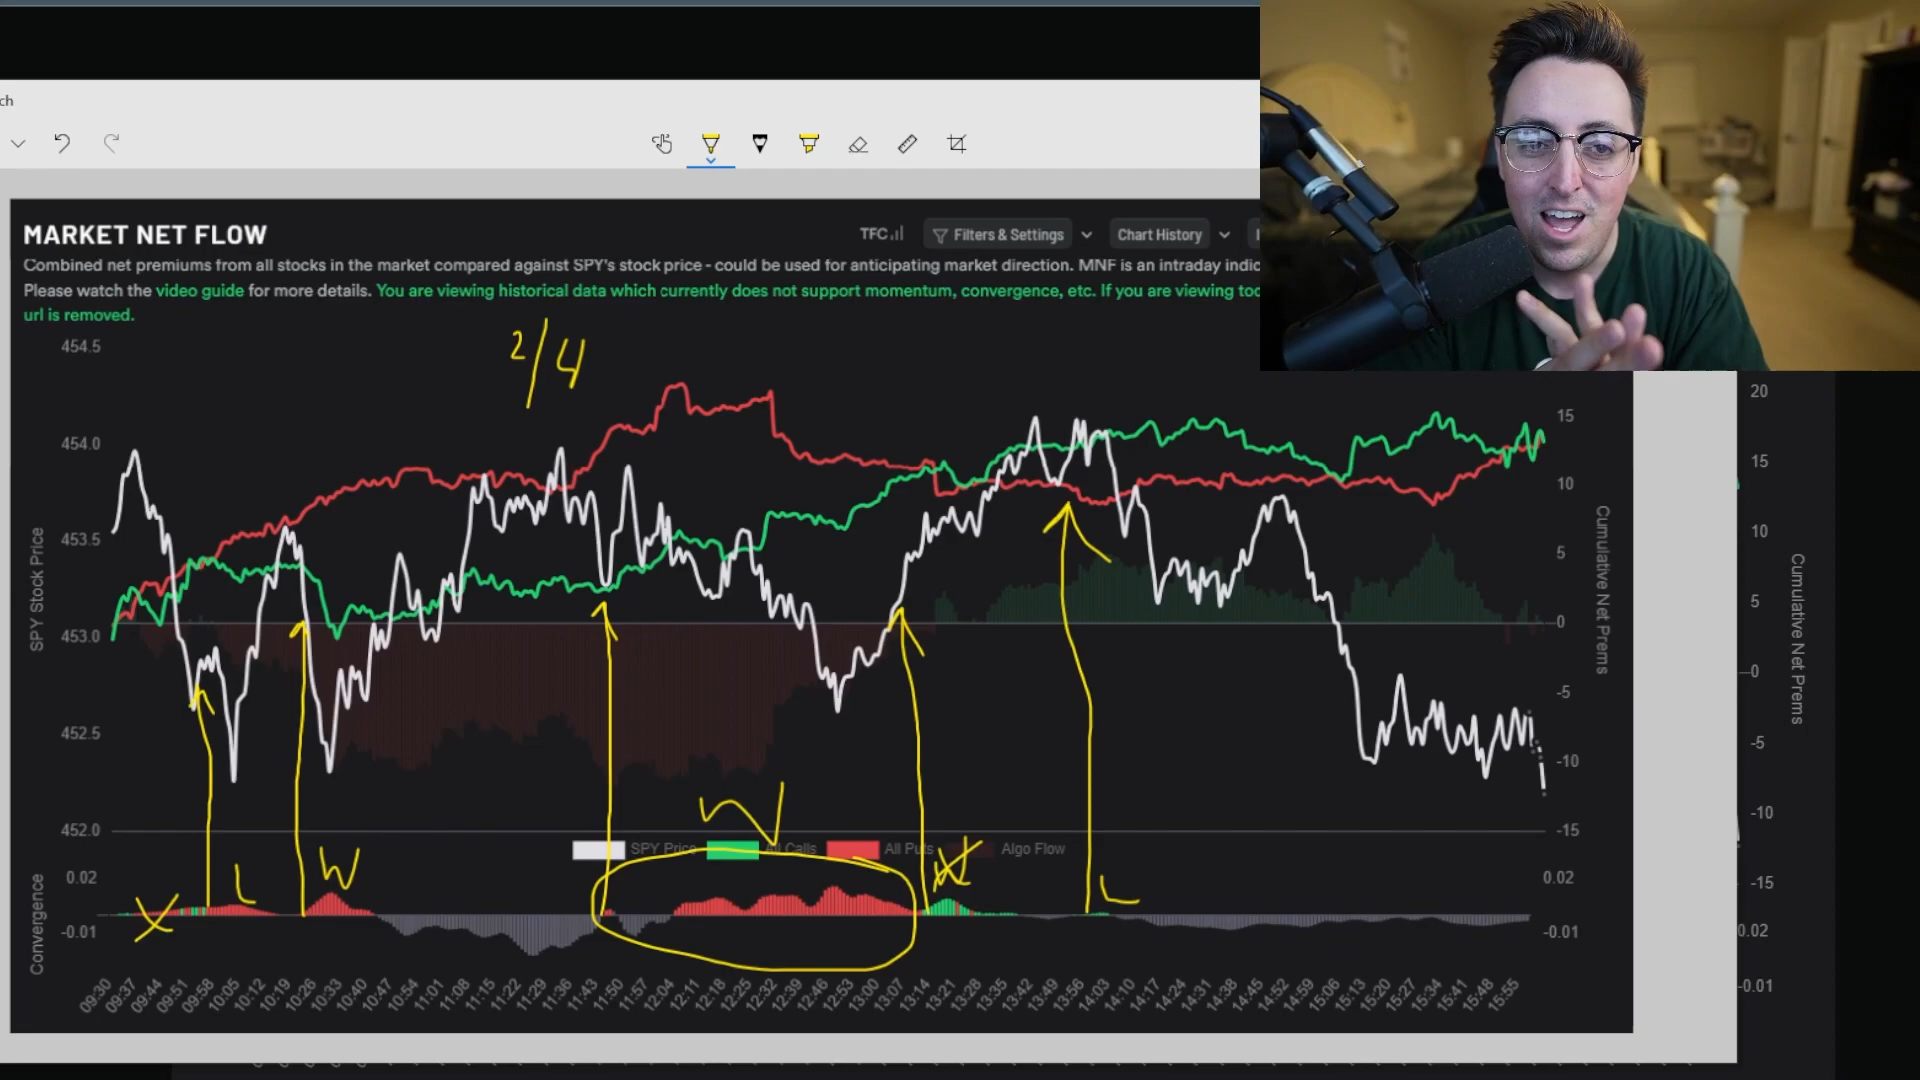 ch
MARKET NET FLOW
TFC
Filters & Settings
Chart History
Combined net premiums from all stocks in the market compared against SPY's stock price - could be used for anticipating market direction. MNF is an intraday indic
Please watch the video guide for more details. You are viewing historical data which currently does not support momentum, convergence, etc. If you are viewing too
url is removed.
2/4
454.5
454.0
453.5
453.0
452.5
452.0
SPY Stock Price
15
10
5
0
-5
-10
-15
Cumulative Net Prems
20
15
10
5
0
-5
-10
-15
Cumulative Net Prems
SPY Price
All Calls
All Puts
Algo Flow
W
X
L
W
W
L
Convergence
0.02
-0.01
0.02
-0.01
0.02
-0.01
09:30 09:37 09:44 09:51 09:58 10:05 10:12 10:19 10:26 10:33 10:40 10:47 10:54 11:01 11:08 11:15 11:22 11:29 11:36 11:43 11:50 11:57 12:04 12:11 12:18 12:25 12:32 12:39 12:46 12:53 13:00 13:07 13:14 13:21 13:28 13:35 13:42 13:49 13:56 14:03 14:10 14:17 14:24 14:31 14:38 14:45 14:52 14:59 15:06 15:13 15:20 15:27 15:34 15:41 15:48 15:55